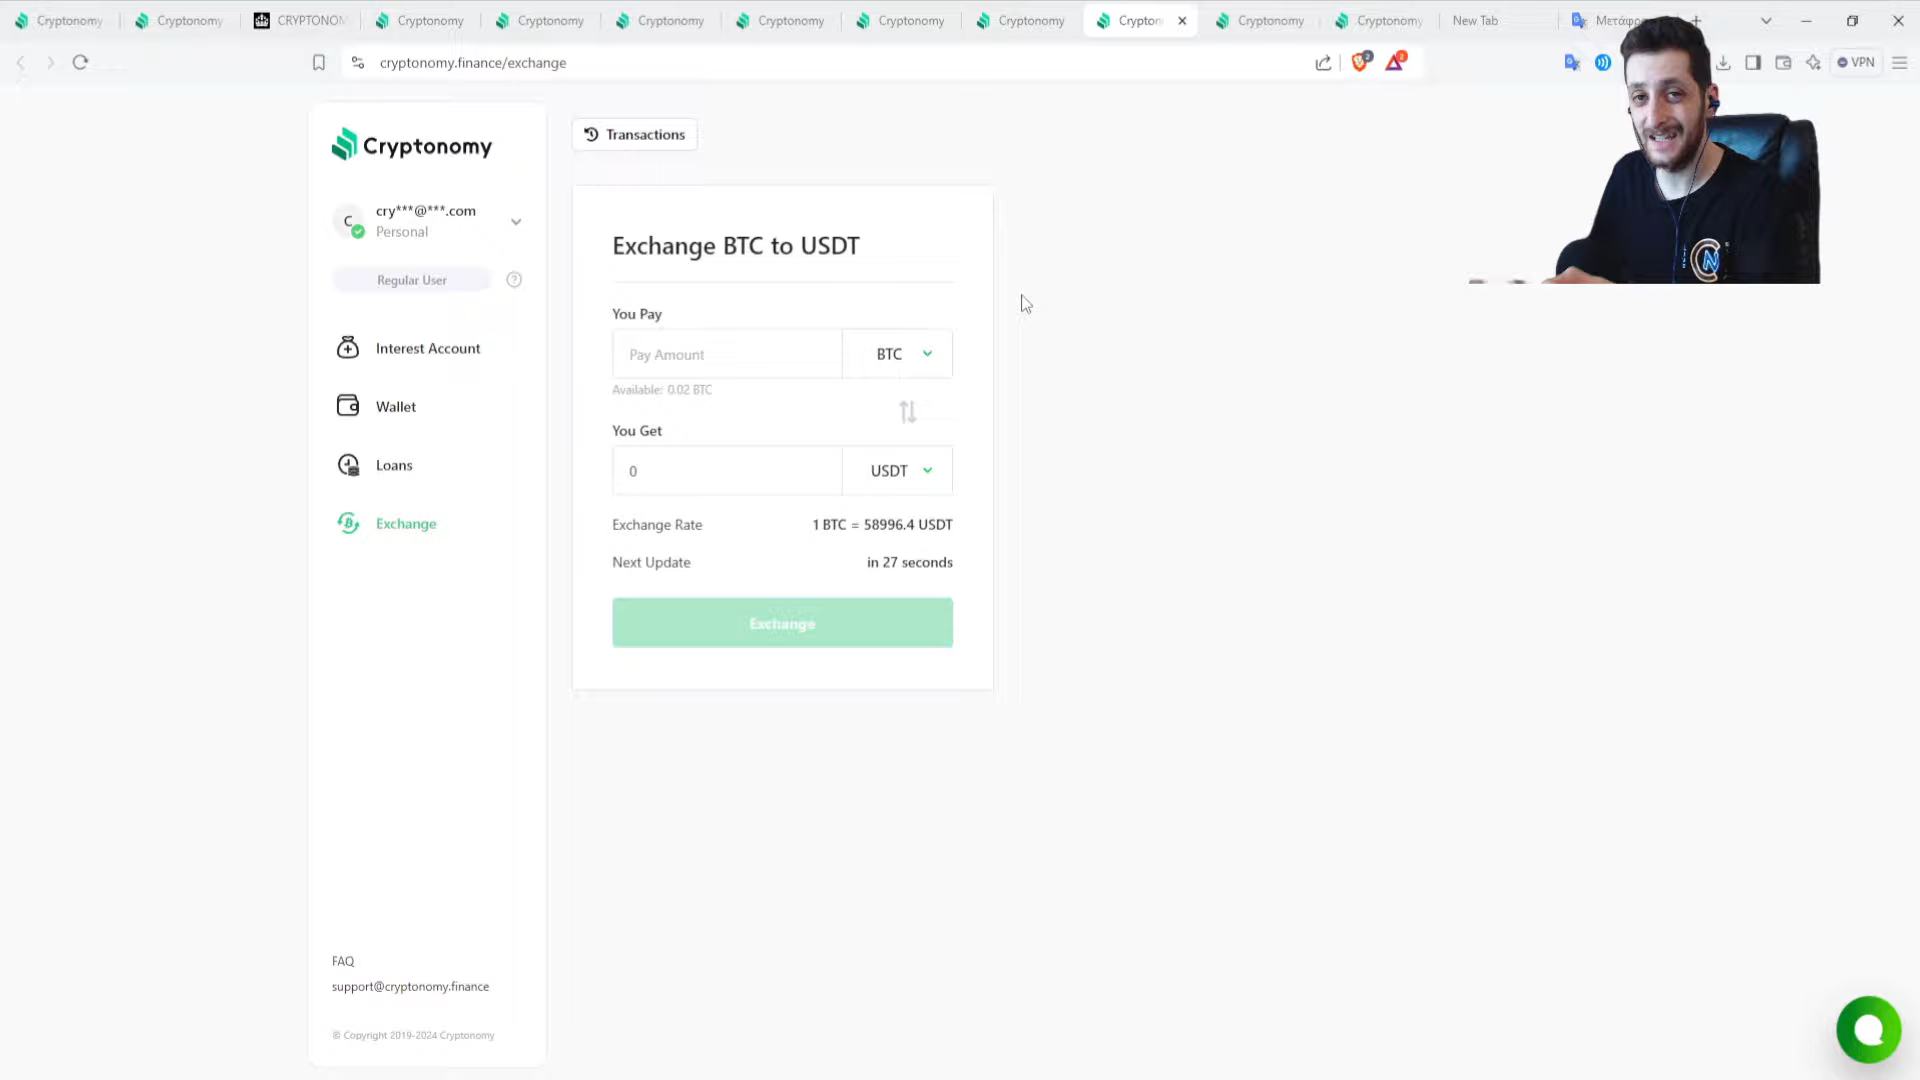 Cryptonomy
Cryptonomy
CRYPTONOM
Cryptonomy
Cryptonomy
Cryptonomy
Cryptonomy
Cryptonomy
Cryptonomy
Crypton
Cryptonomy
Cryptonomy
New Tab
cryptonomy.finance/exchange
2
2
VPN
Cryptonomy
Transactions
C
cry***@***.com
Personal
Regular User
Interest Account
Wallet
Loans
Exchange
Exchange BTC to USDT
You Pay
Pay Amount
BTC
Available: 0.02 BTC
You Get
0
USDT
Exchange Rate
1 BTC = 58996.4 USDT
Next Update
in 27 seconds
Exchange
FAQ
support@cryptonomy.finance
© Copyright 2019-2024 Cryptonomy